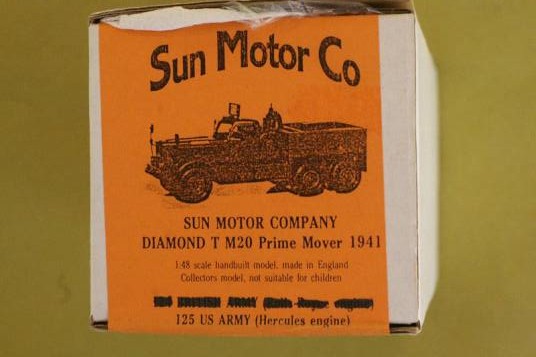 Sun Motor Co
SUN MOTOR COMPANY
DIAMOND T M20 Prime Mover 1941
1:48 scale handbuilt model, made in England
Collectors model, not suitable for children
125 US ARMY (Hercules engine)